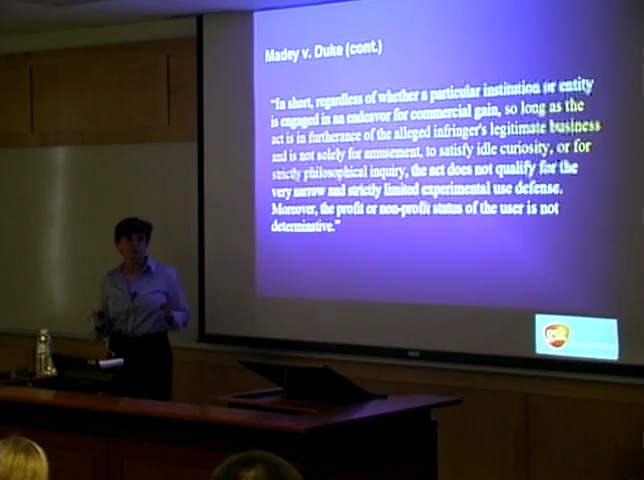 Madey v. Duke (cont.)
"In short, regardless of whether a particular institution or entity
is engaged in an endeavor for commercial gain, so long as the
act is in furtherance of the alleged infringer's legitimate business
and is not solely for amusement, to satisfy idle curiosity, or for
strictly philosophical inquiry, the act does not qualify for the
very narrow and strictly limited experimental use defense.
Moreover, the profit or non-profit status of the user is not
determinative."